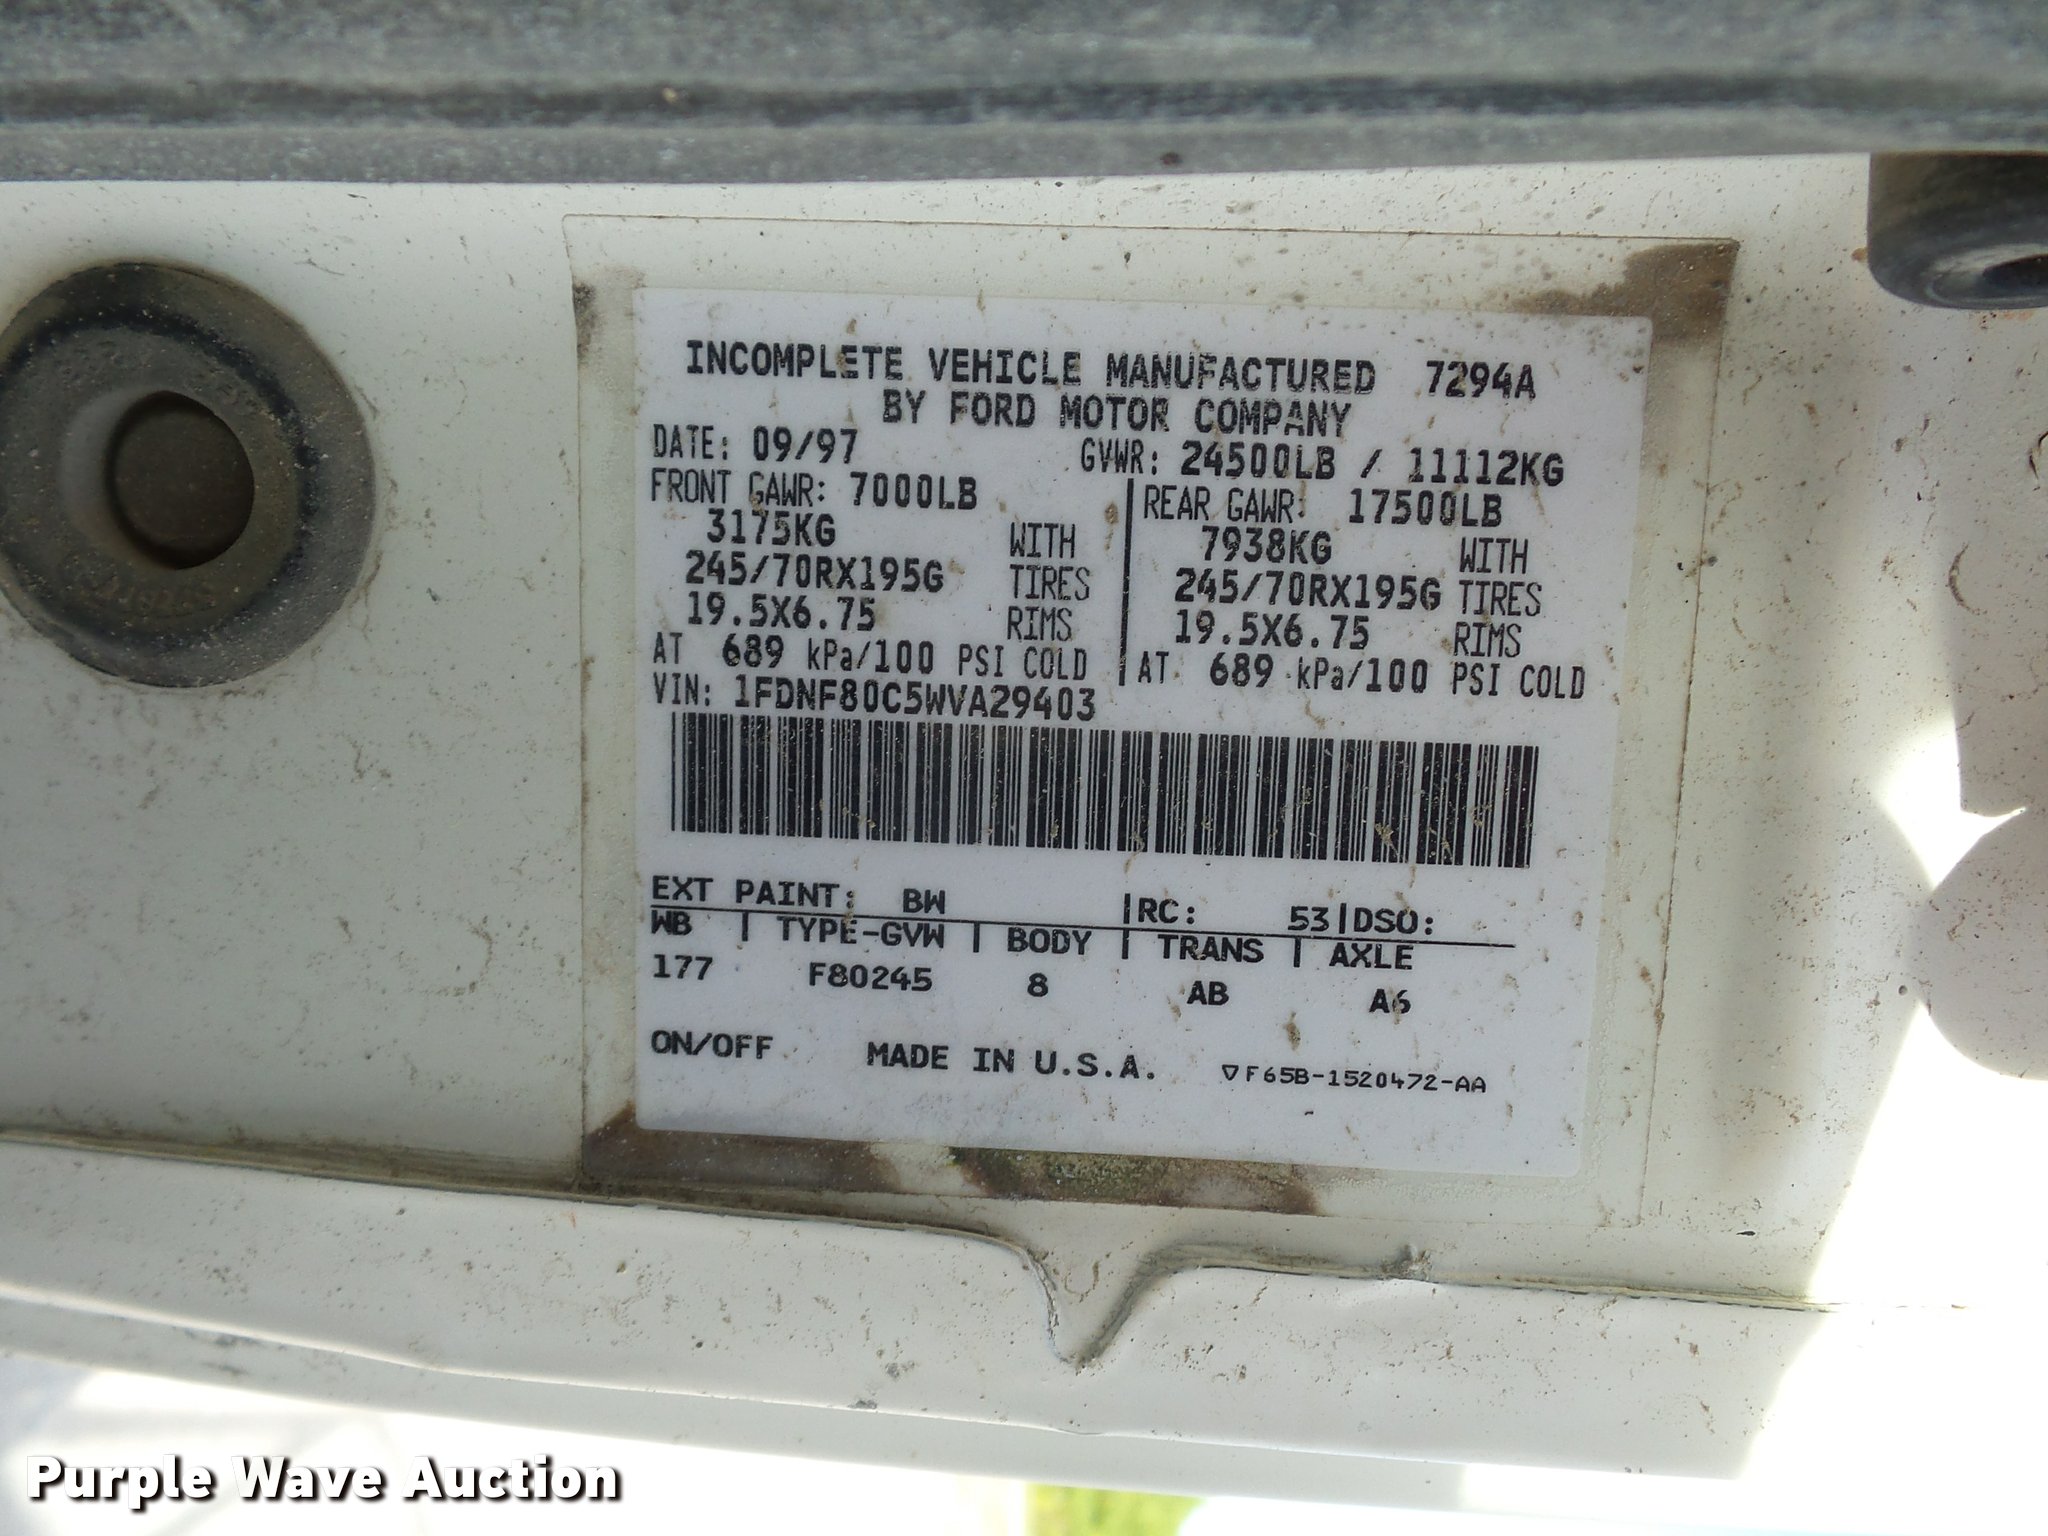 INCOMPLETE VEHICLE MANUFACTURED 7294A
BY FORD MOTOR COMPANY
DATE: 09/97 GVWR: 24500LB / 11112KG
FRONT GAWR: 7000LB REAR GAWR: 17500LB
3175KG WITH 7938KG WITH
245/70RX195G TIRES 245/70RX195G TIRES
19.5X6.75 RIMS 19.5X6.75 RIMS
AT 689 kPa/100 PSI COLD AT 689 kPa/100 PSI COLD
VIN: 1FDNF80C5WVA29403
EXT PAINT: BW |RC: 53|DSO:
WB | TYPE-GVW | BODY | TRANS | AXLE
177 F80245 8 AB A6
ON/OFF MADE IN U.S.A. ▽F65B-1520472-AA
Purple Wave Auction